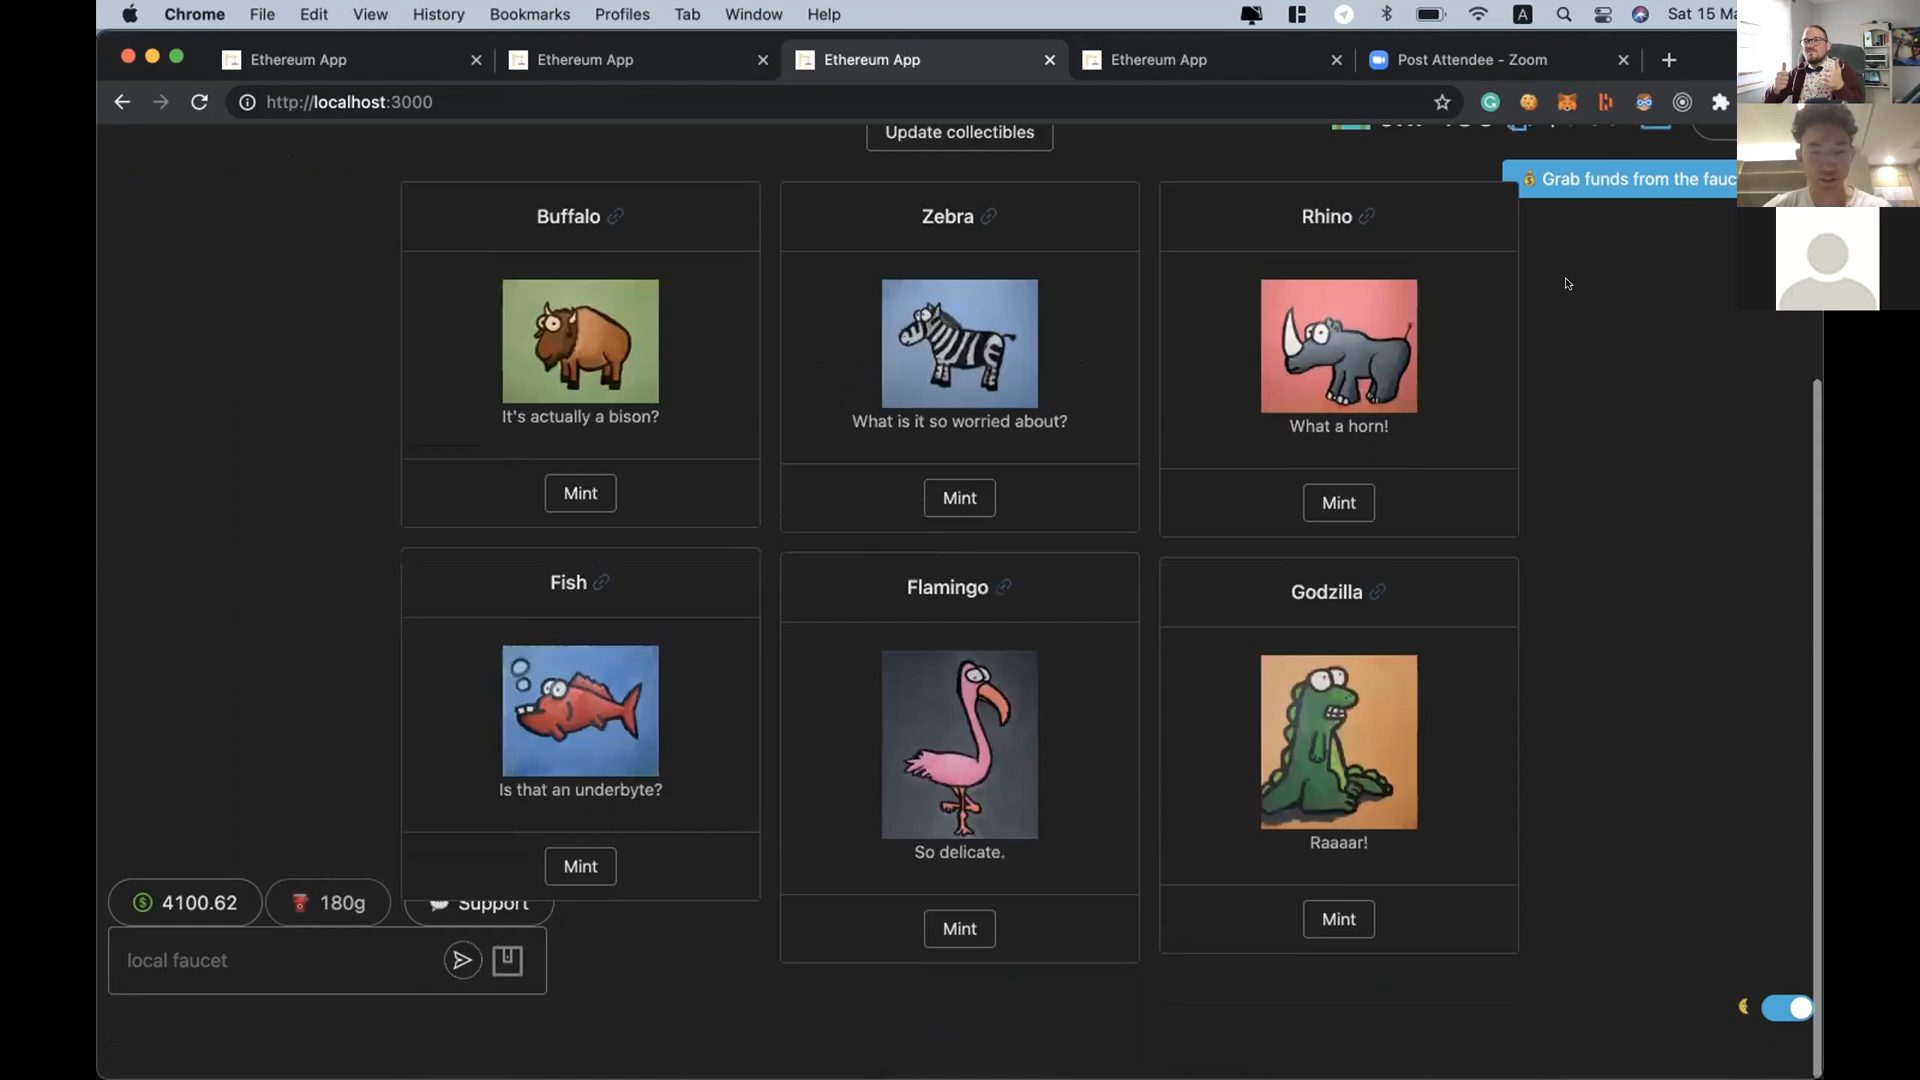 Chrome File Edit View History Bookmarks Profiles Tab Window Help
A
Sat 15
Ethereum App
Ethereum App
Ethereum App
Ethereum App
Post Attendee - Zoom
http://localhost:3000
Update collectibles
Grab funds from the
Buffalo
Zebra
Rhino
It's actually a bison?
What is it so worried about?
What a horn!
Mint
Mint
Mint
Fish
Flamingo
Godzilla
Is that an underbyte?
So delicate.
Raaaar!
Mint
Mint
Mint
4100.62
180g
Support
local faucet